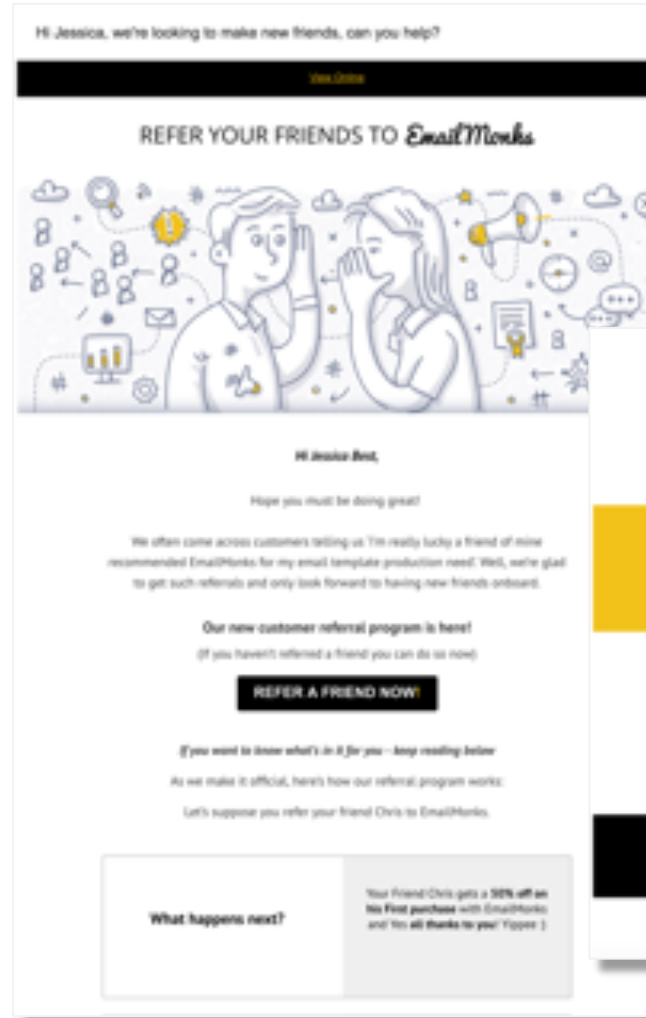 Hi Jessica, we're looking to make new friends, can you help?
View Online
REFER YOUR FRIENDS TO EmailMonks
Hi Jessica Best,
Hope you must be doing great!
We often come across customers telling us 'I'm really lucky a friend of mine
recommended EmailMonks for my email template production need'. Well, we're glad
to get such referrals and only look forward to having new friends onboard.
Our new customer referral program is here!
(If you haven't referred a friend you can do so now)
REFER A FRIEND NOW!
If you want to know what's in it for you - keep reading below
As we make it official, here's how our referral program works:
Let's suppose you refer your friend Chris to EmailMonks.
What happens next?
Your Friend Chris gets a 50% off on
his First purchase with EmailMonks
and Yes all thanks to you! Yippee :)